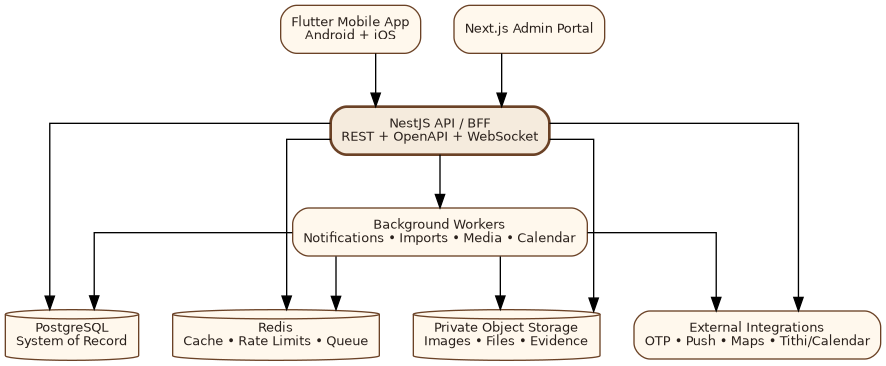 Flutter Mobile App
Android + iOS
Next.js Admin Portal
NestJS API / BFF
REST + OpenAPI + WebSocket
Background Workers
Notifications • Imports • Media • Calendar
PostgreSQL
System of Record
Redis
Cache • Rate Limits • Queue
Private Object Storage
Images • Files • Evidence
External Integrations
OTP • Push • Maps • Tithi/Calendar